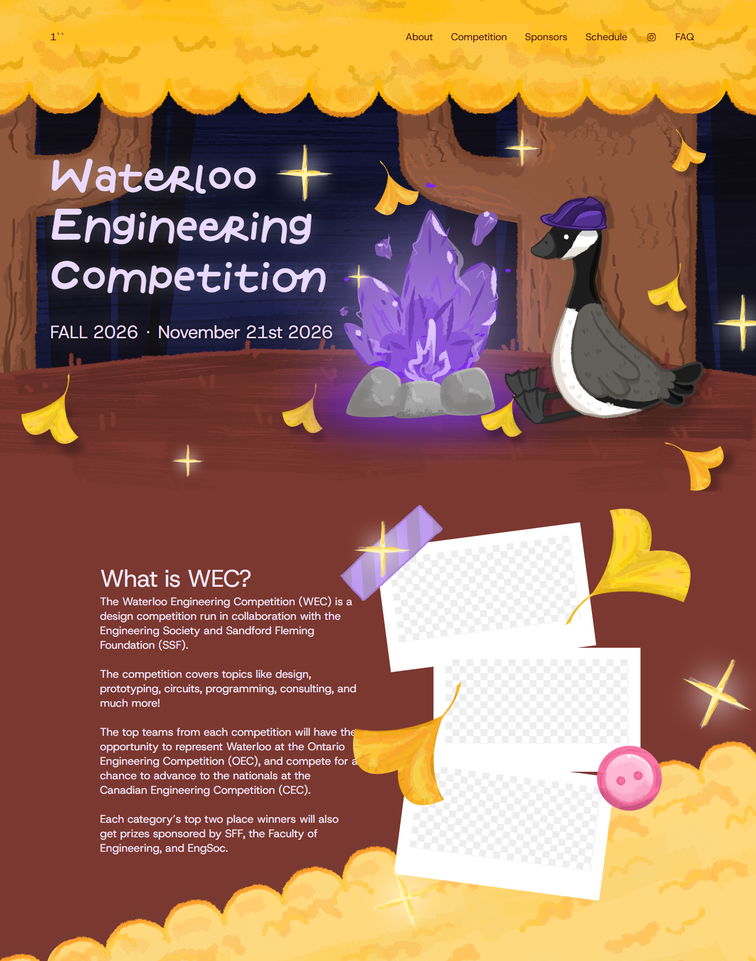 1``
About Competition Sponsors Schedule FAQ
Waterloo
Engineering
Competition
FALL 2026 · November 21st 2026
What is WEC?
The Waterloo Engineering Competition (WEC) is a
design competition run in collaboration with the
Engineering Society and Sandford Fleming
Foundation (SSF).
The competition covers topics like design,
prototyping, circuits, programming, consulting, and
much more!
The top teams from each competition will have the
opportunity to represent Waterloo at the Ontario
Engineering Competition (OEC), and compete for a
chance to advance to the nationals at the
Canadian Engineering Competition (CEC).
Each category’s top two place winners will also
get prizes sponsored by SFF, the Faculty of
Engineering, and EngSoc.